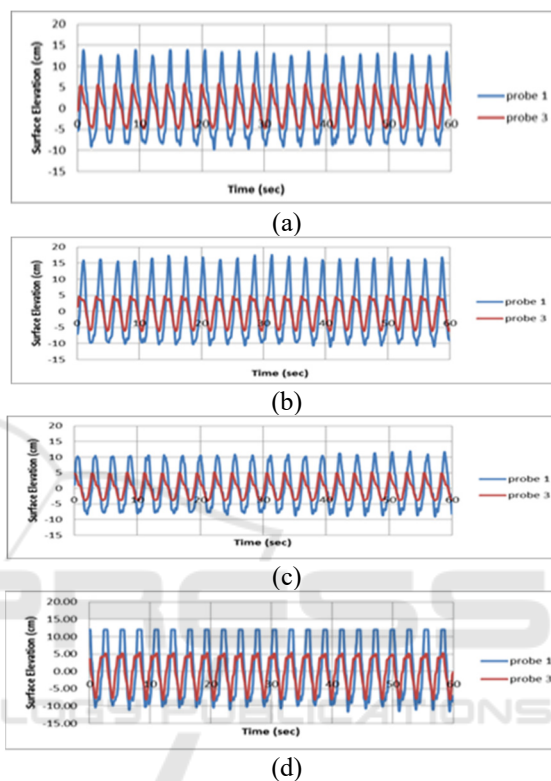 Surface Elevation (cm)
20
15
10
5
0
-5
-10
-15
0 10 20 30 40 50 60
Time (sec)
probe 1
probe 3
(a)
Surface Elevation (cm)
20
15
10
5
0
-5
-10
-15
0 10 20 30 40 50 60
Time (sec)
probe 1
probe 3
(b)
Surface Elevation (cm)
20
15
10
5
0
-5
-10
-15
0 10 20 30 40 50 60
Time (sec)
probe 1
probe 3
(c)
Surface Elevation (cm)
20.00
15.00
10.00
5.00
0.00
-5.00
-10.00
-15.00
0 10 20 30 40 50 60
Time (sec)
probe 1
probe 3
(d)
PRESS
LOGY PUBLICATIONS